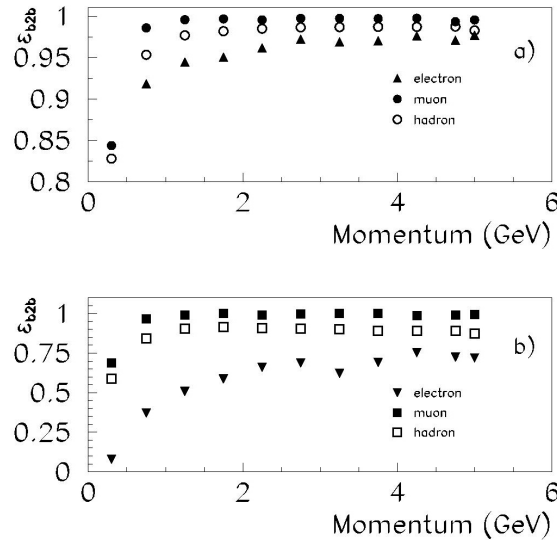 ε_b2b
1
0.95
0.9
0.85
0.8
a)
electron
muon
hadron
0 2 4 6
Momentum (GeV)
ε_b2b
1
0.75
0.5
0.25
0
b)
electron
muon
hadron
0 2 4 6
Momentum (GeV)